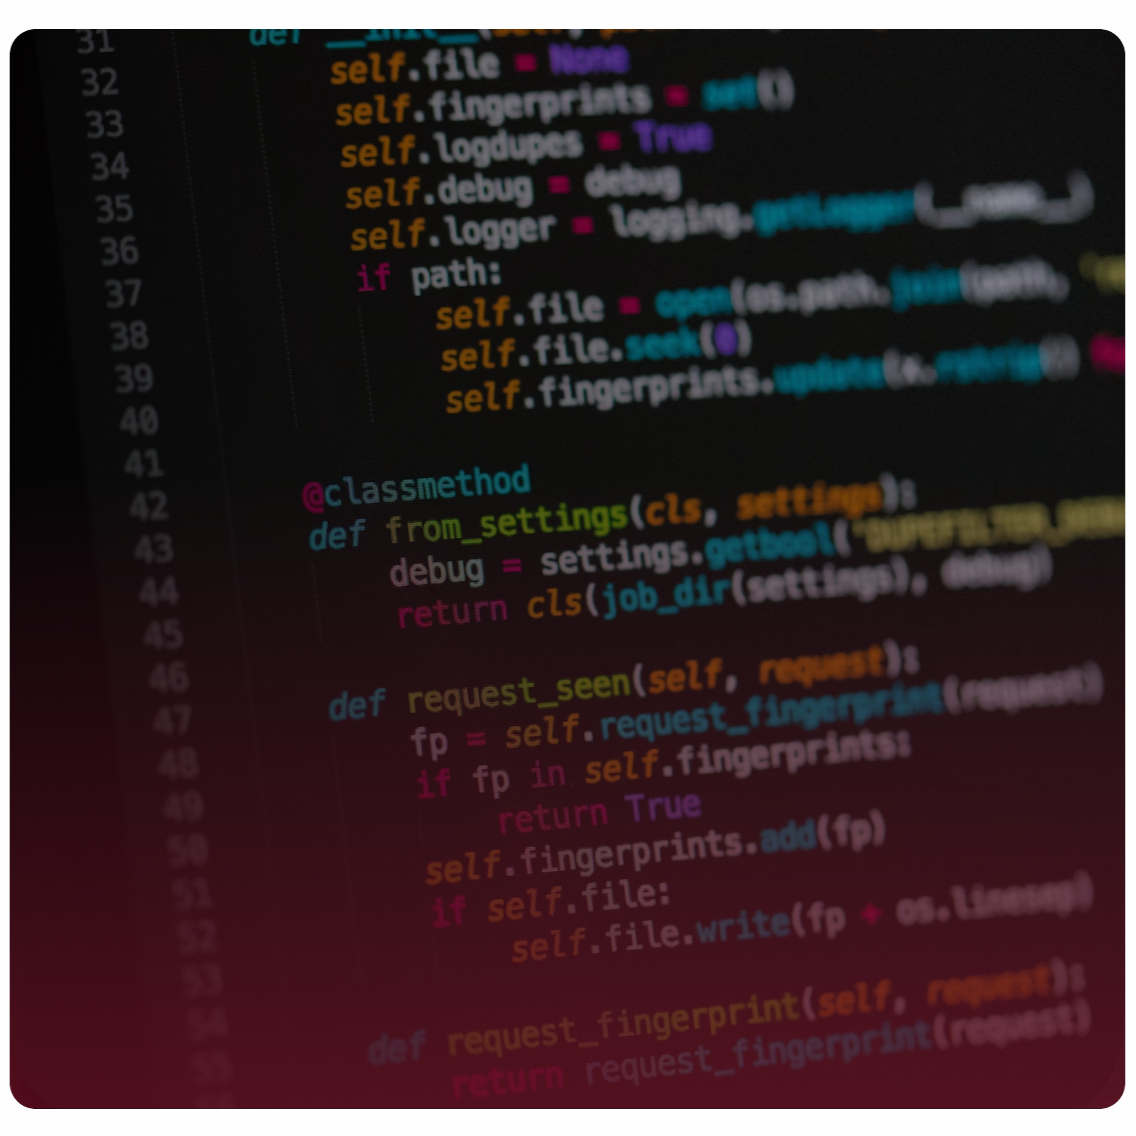 31 def __init__(self,
32 self.file = None
33 self.fingerprints = set()
34 self.logdupes = True
35 self.debug = debug
36 self.logger = logging.getLogger(__name__)
37 if path:
38 self.file = open(os.path.join(path,
39 self.file.seek(0)
40 self.fingerprints.update(x.rstrip()
41
42 @classmethod
43 def from_settings(cls, settings):
44 debug = settings.getbool('DUPEFILTER_
45 return cls(job_dir(settings), debug)
46
47 def request_seen(self, request):
48 fp = self.request_fingerprint(request)
49 if fp in self.fingerprints:
50 return True
51 self.fingerprints.add(fp)
52 if self.file:
53 self.file.write(fp + os.linesep)
54
55 def request_fingerprint(self, request):
return request_fingerprint(request)